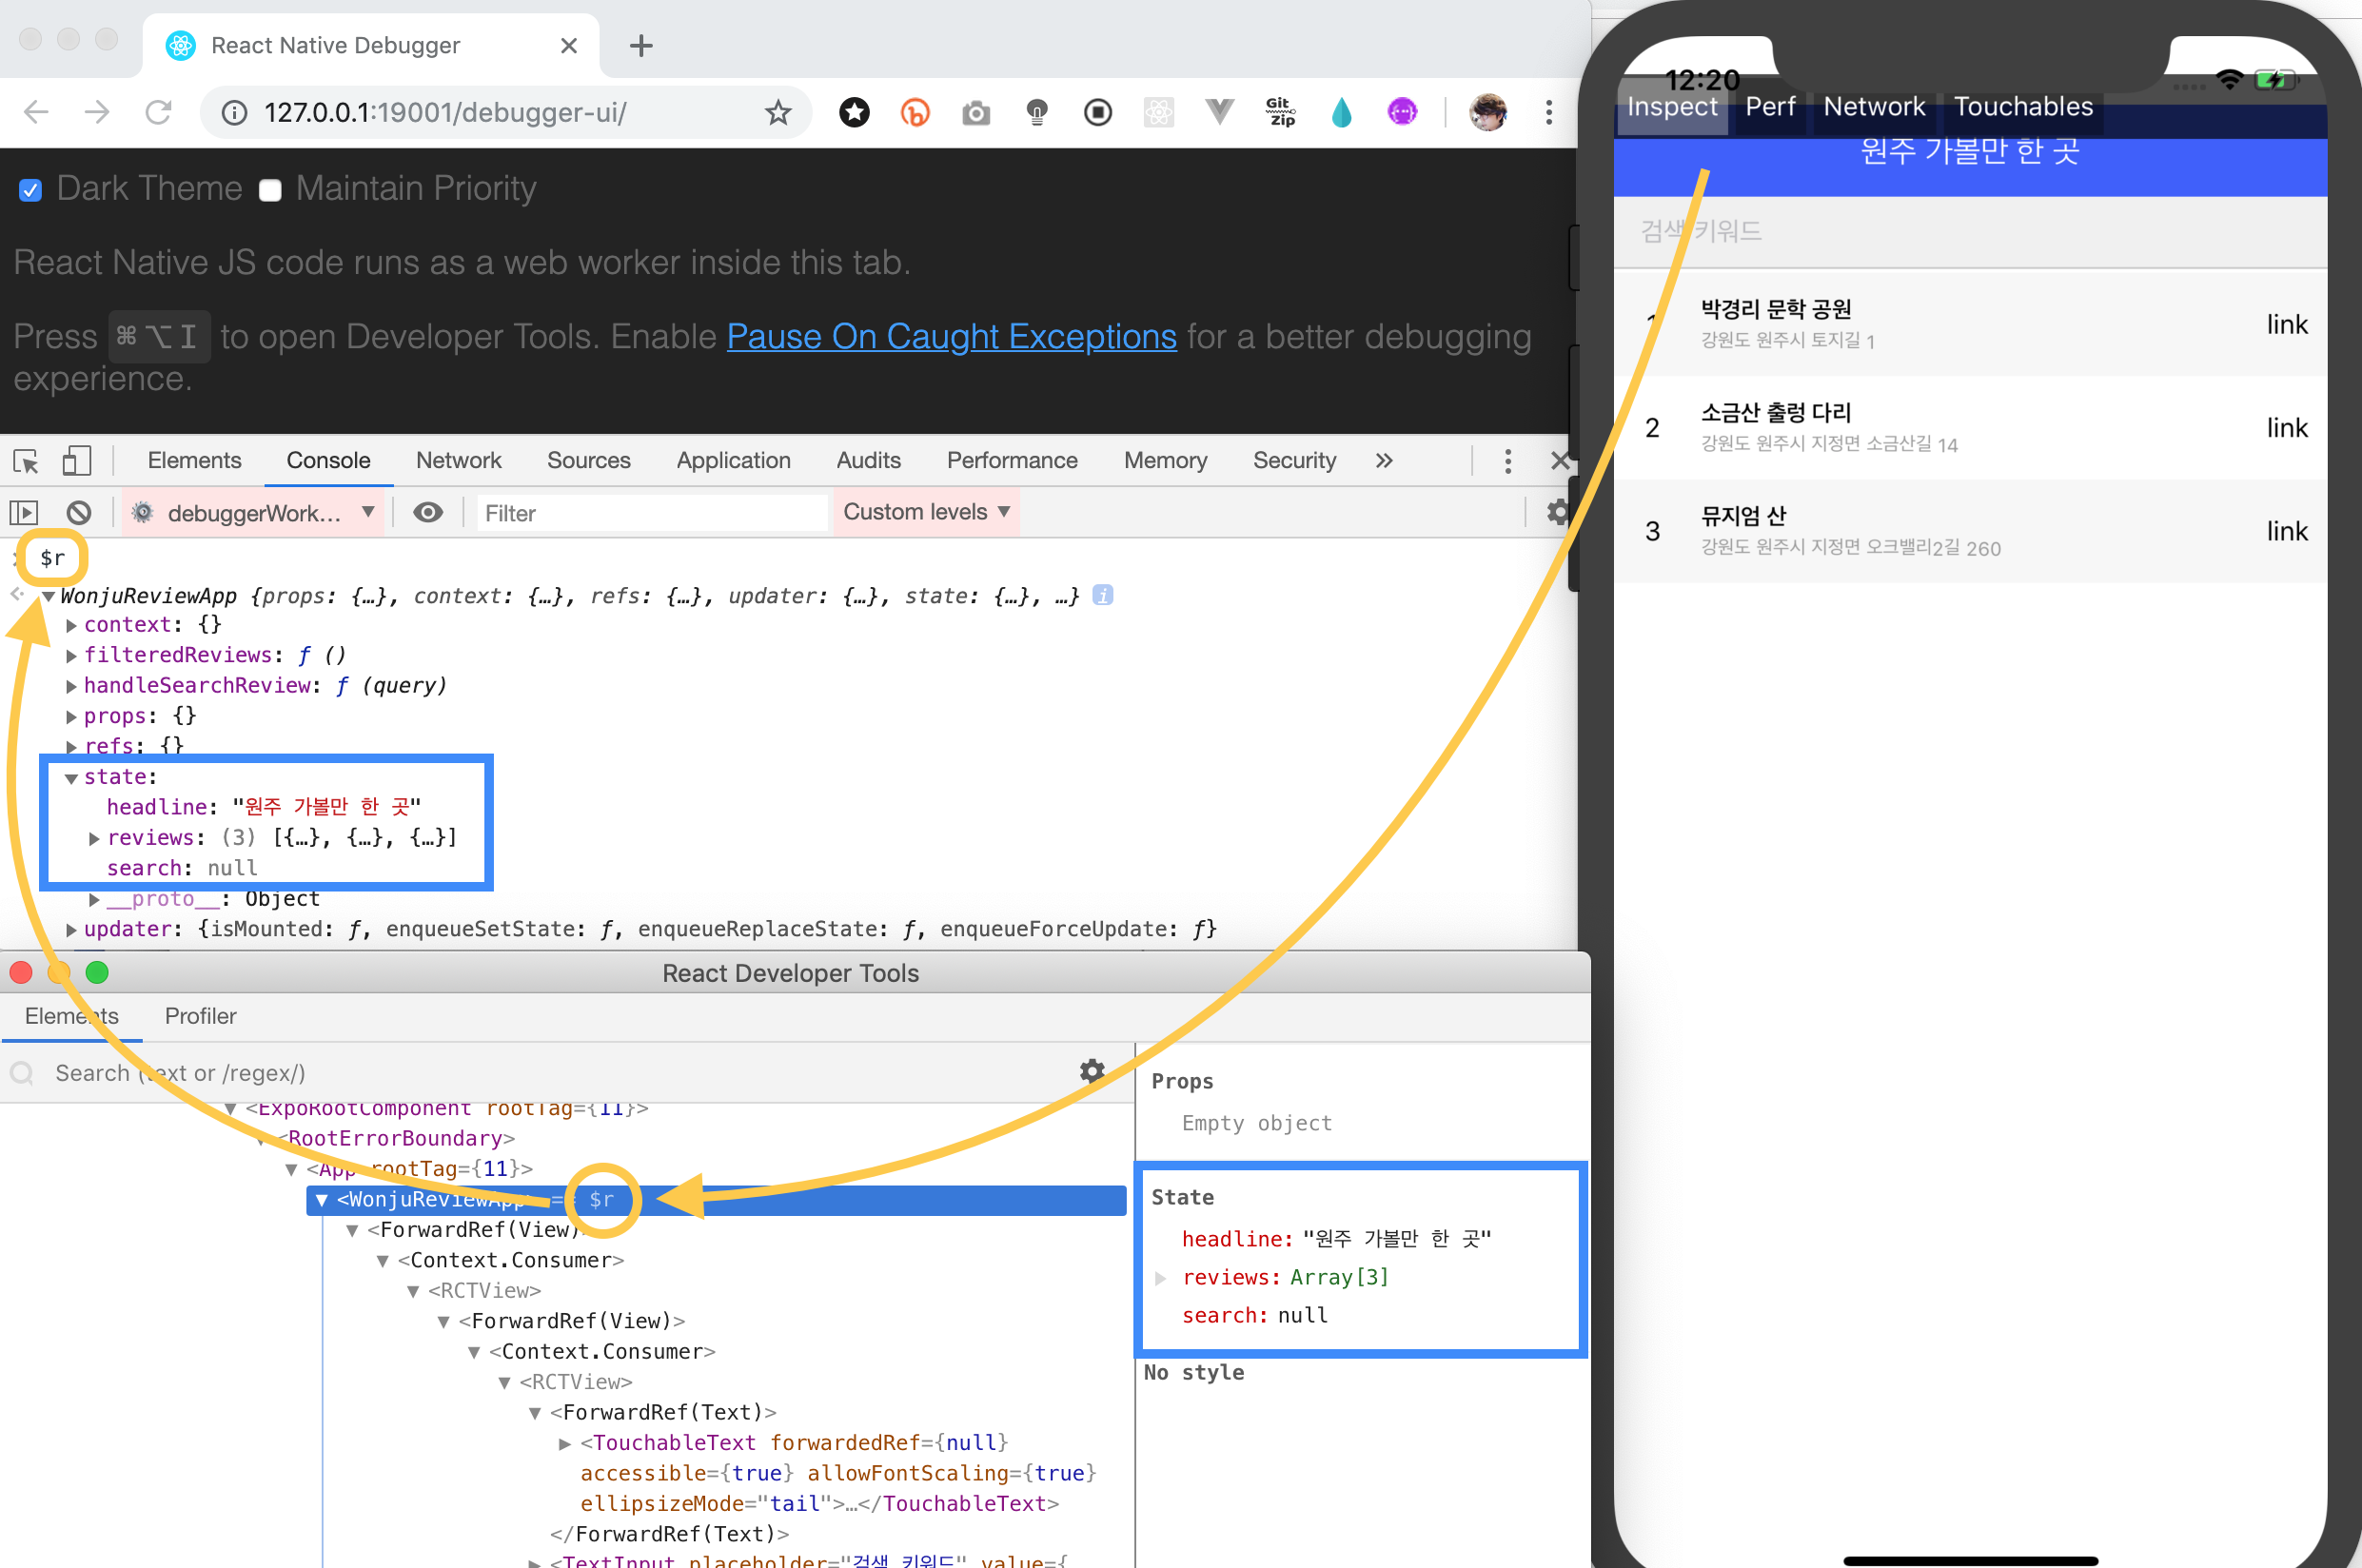 React Native Debugger
127.0.0.1:19001/debugger-ui/
Git
Zip
Dark Theme Maintain Priority
React Native JS code runs as a web worker inside this tab.
Press ⌘⌥I to open Developer Tools. Enable Pause On Caught Exceptions for a better debugging
experience.
Elements Console Network Sources Application Audits Performance Memory Security »
debuggerWork... ▼ Filter Custom levels ▼
$r
▼WonjuReviewApp {props: {…}, context: {…}, refs: {…}, updater: {…}, state: {…}, …} i
▶context: {}
▶filteredReviews: ƒ ()
▶handleSearchReview: ƒ (query)
▶props: {}
▶refs: {}
▼state:
headline: "원주 가볼만 한 곳"
▶reviews: (3) [{…}, {…}, {…}]
search: null
▶__proto__: Object
▶updater: {isMounted: ƒ, enqueueSetState: ƒ, enqueueReplaceState: ƒ, enqueueForceUpdate: ƒ}
React Developer Tools
Elements Profiler
Search (text or /regex/)
▼<ExpoRootComponent rootTag={11}>
▼<RootErrorBoundary>
▼<App rootTag={11}>
▼<WonjuReviewApp> == $r
▼<ForwardRef(View)>
▼<Context.Consumer>
▼<RCTView>
▼<ForwardRef(View)>
▼<Context.Consumer>
▼<RCTView>
▼<ForwardRef(Text)>
▶<TouchableText forwardedRef={null}
accessible={true} allowFontScaling={true}
ellipsizeMode="tail">…</TouchableText>
</ForwardRef(Text)>
▶<TextInput placeholder="검색 키워드" value={
Props
Empty object
State
headline: "원주 가볼만 한 곳"
▶reviews: Array[3]
search: null
No style
12:20
Inspect Perf Network Touchables
원주 가볼만 한 곳
검색 키워드
1 박경리 문학 공원 link
강원도 원주시 토지길 1
2 소금산 출렁 다리 link
강원도 원주시 지정면 소금산길 14
3 뮤지엄 산 link
강원도 원주시 지정면 오크밸리2길 260